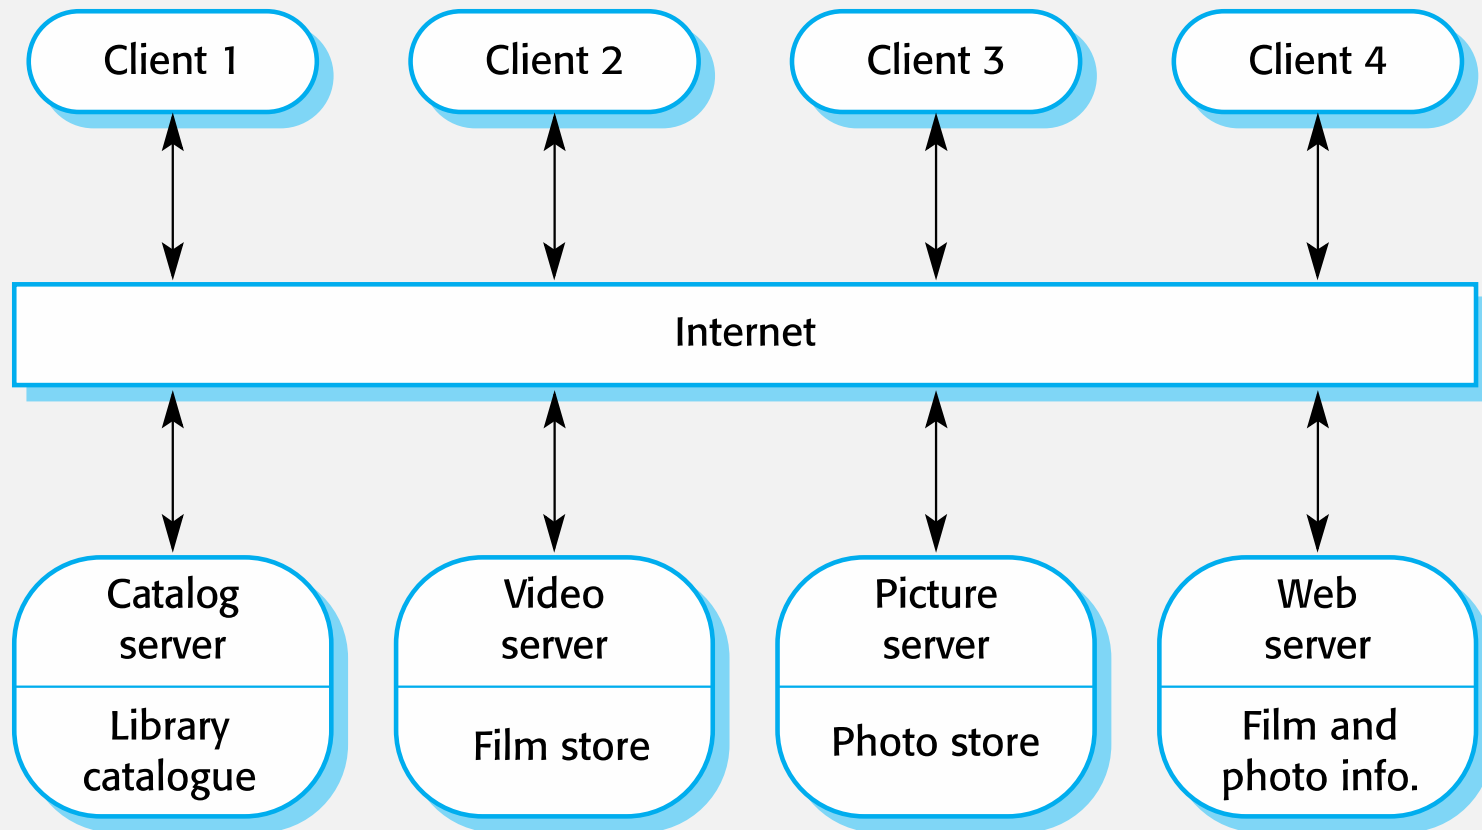 Client 1
Client 2
Client 3
Client 4
Internet
Catalog
server
Library
catalogue
Video
server
Film store
Picture
server
Photo store
Web
server
Film and
photo info.